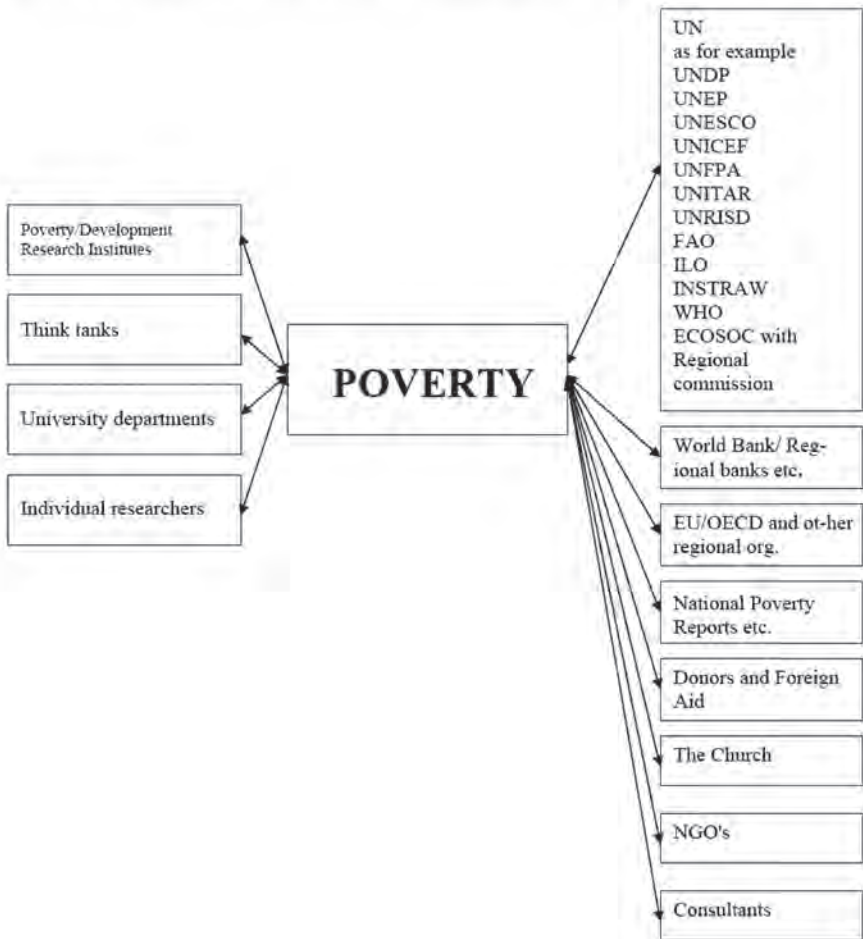 Poverty/Development
Research Institutes
Think tanks
University departments
Individual researchers
POVERTY
UN
as for example
UNDP
UNEP
UNESCO
UNICEF
UNFPA
UNITAR
UNRISD
FAO
ILO
INSTRAW
WHO
ECOSOC with
Regional
commission
World Bank/ Reg-
ional banks etc.
EU/OECD and ot-her
regional org.
National Poverty
Reports etc.
Donors and Foreign
Aid
The Church
NGO's
Consultants